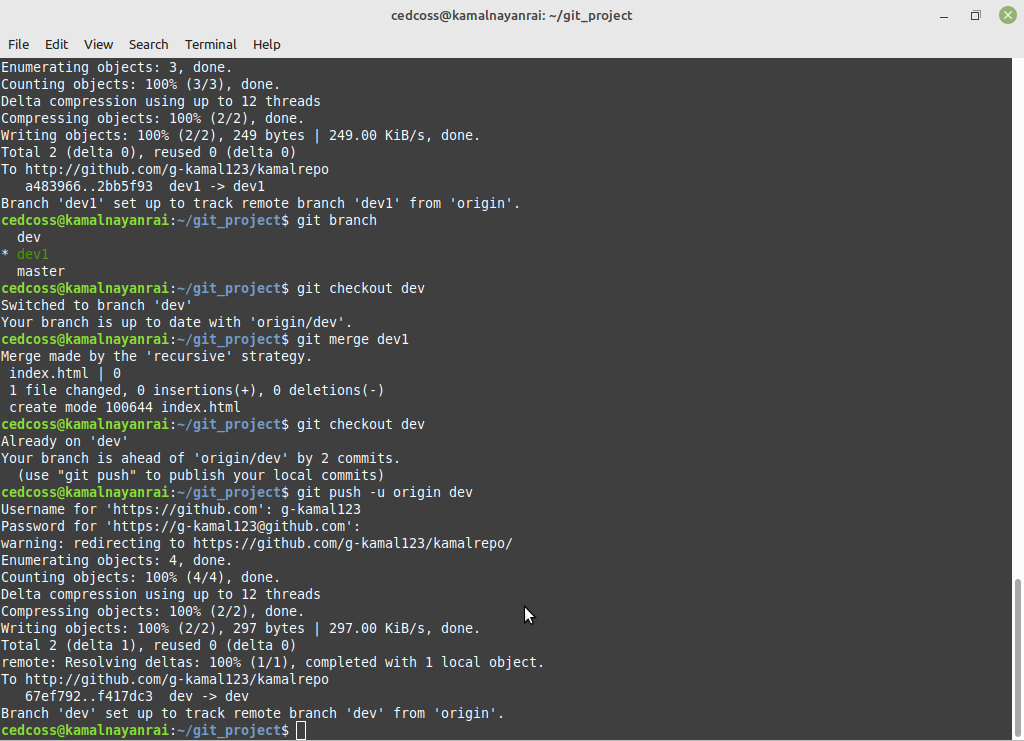 cedcoss@kamalnayanrai: ~/git_project
File Edit View Search Terminal Help
Enumerating objects: 3, done.
Counting objects: 100% (3/3), done.
Delta compression using up to 12 threads
Compressing objects: 100% (2/2), done.
Writing objects: 100% (2/2), 249 bytes | 249.00 KiB/s, done.
Total 2 (delta 0), reused 0 (delta 0)
To http://github.com/g-kamal123/kamalrepo
   a483966..2bb5f93  dev1 -> dev1
Branch 'dev1' set up to track remote branch 'dev1' from 'origin'.
cedcoss@kamalnayanrai:~/git_project$ git branch
  dev
* dev1
  master
cedcoss@kamalnayanrai:~/git_project$ git checkout dev
Switched to branch 'dev'
Your branch is up to date with 'origin/dev'.
cedcoss@kamalnayanrai:~/git_project$ git merge dev1
Merge made by the 'recursive' strategy.
 index.html | 0
 1 file changed, 0 insertions(+), 0 deletions(-)
 create mode 100644 index.html
cedcoss@kamalnayanrai:~/git_project$ git checkout dev
Already on 'dev'
Your branch is ahead of 'origin/dev' by 2 commits.
  (use "git push" to publish your local commits)
cedcoss@kamalnayanrai:~/git_project$ git push -u origin dev
Username for 'https://github.com': g-kamal123
Password for 'https://g-kamal123@github.com':
warning: redirecting to https://github.com/g-kamal123/kamalrepo/
Enumerating objects: 4, done.
Counting objects: 100% (4/4), done.
Delta compression using up to 12 threads
Compressing objects: 100% (2/2), done.
Writing objects: 100% (2/2), 297 bytes | 297.00 KiB/s, done.
Total 2 (delta 1), reused 0 (delta 0)
remote: Resolving deltas: 100% (1/1), completed with 1 local object.
To http://github.com/g-kamal123/kamalrepo
   67ef792..f417dc3  dev -> dev
Branch 'dev' set up to track remote branch 'dev' from 'origin'.
cedcoss@kamalnayanrai:~/git_project$